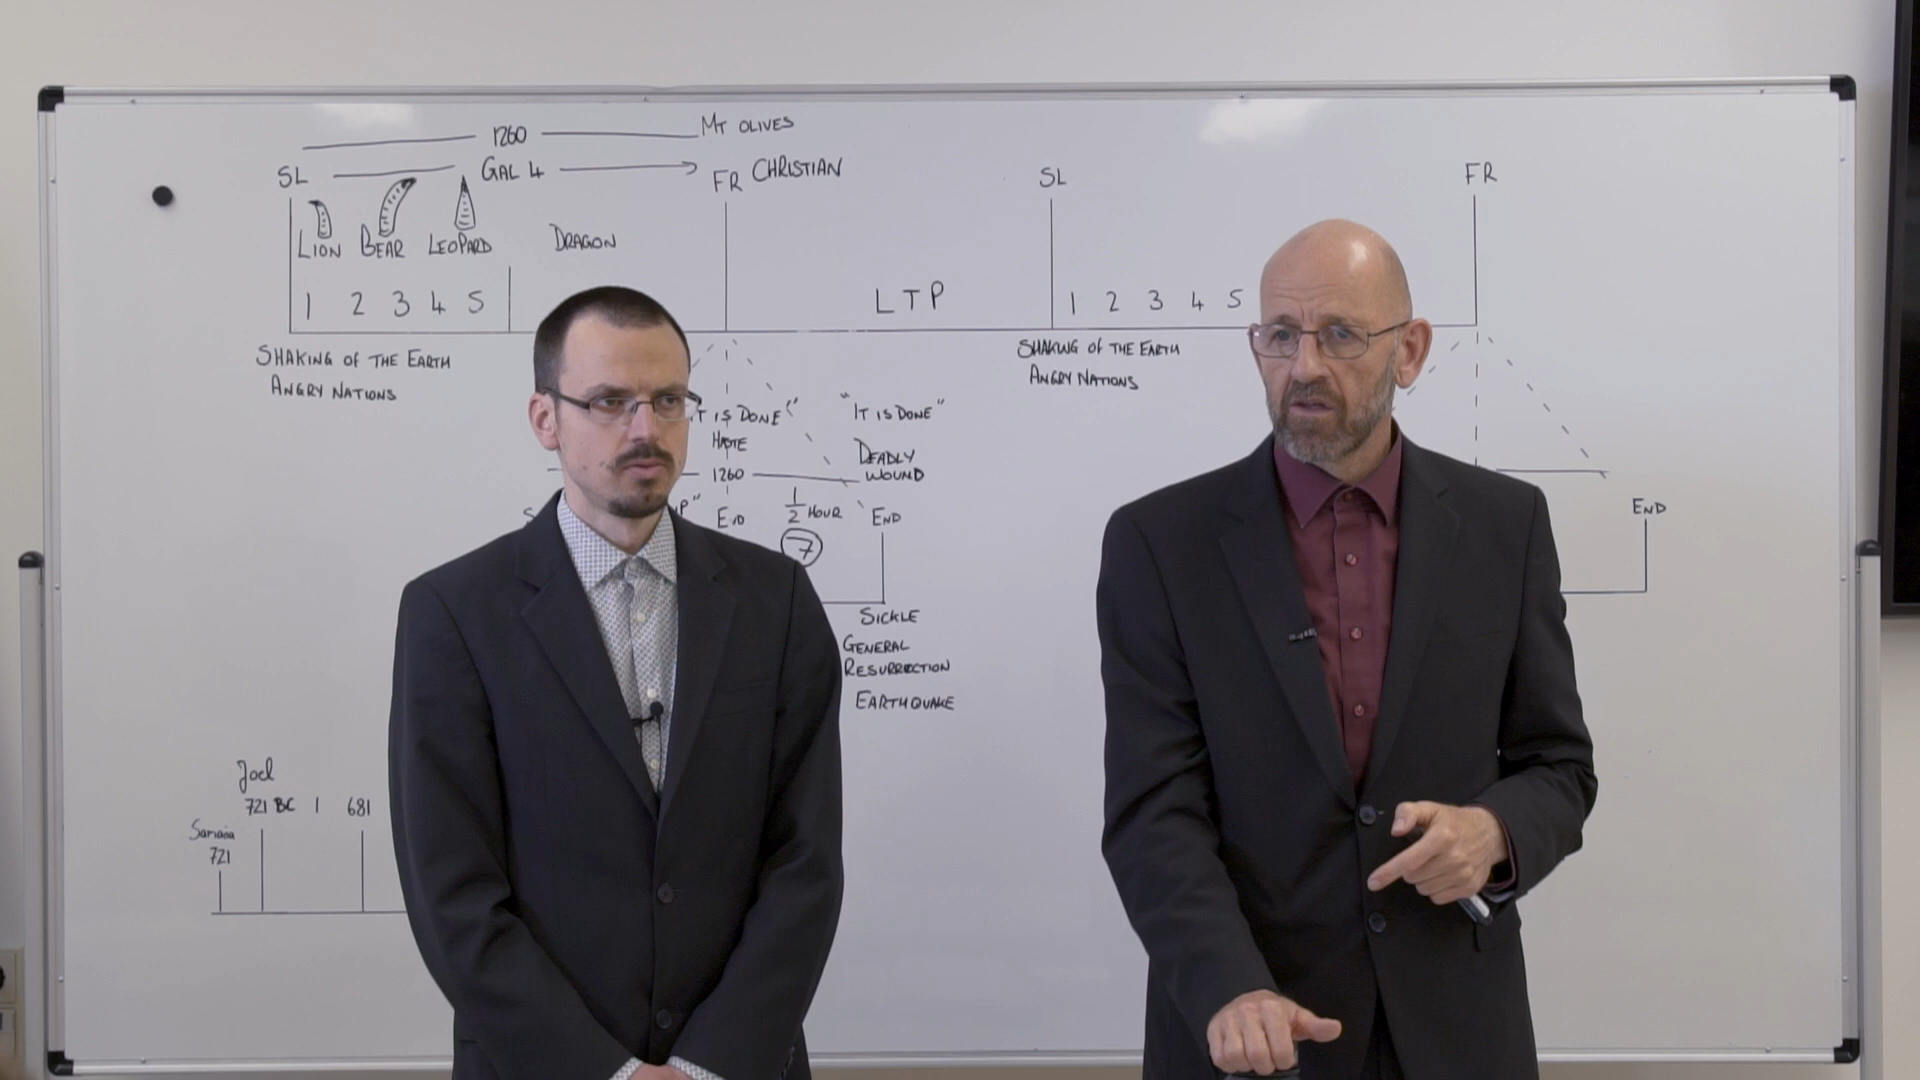 1260 MT OLIVES
SL GAL 4 FR CHRISTIAN
LION BEAR LEOPARD DRAGON
1 2 3 4 5
SHAKING OF THE EARTH
ANGRY NATIONS
LTP
SL FR
1 2 3 4 5
SHAKING OF THE EARTH
ANGRY NATIONS
IS DONE" "IT IS DONE"
HASTE
DEADLY
WOUND
1260
END 1/2 HOUR END
7
SICKLE
GENERAL
RESURRECTION
EARTHQUAKE
END
Joel
721 BC 1 681
Samaria
721